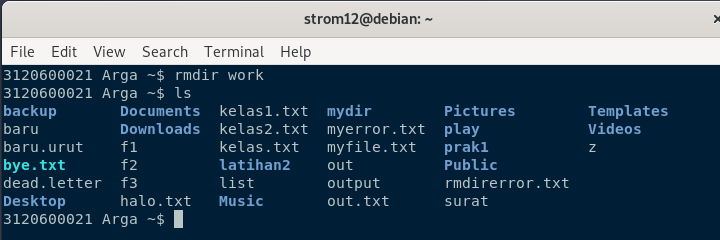 strom12@debian: ~
File Edit View Search Terminal Help
3120600021 Arga ~$ rmdir work
3120600021 Arga ~$ ls
backup Documents kelas1.txt mydir Pictures Templates
baru Downloads kelas2.txt myerror.txt play Videos
baru.urut f1 kelas.txt myfile.txt prak1 z
bye.txt f2 latihan2 out Public
dead.letter f3 list output rmdirerror.txt
Desktop halo.txt Music out.txt surat
3120600021 Arga ~$